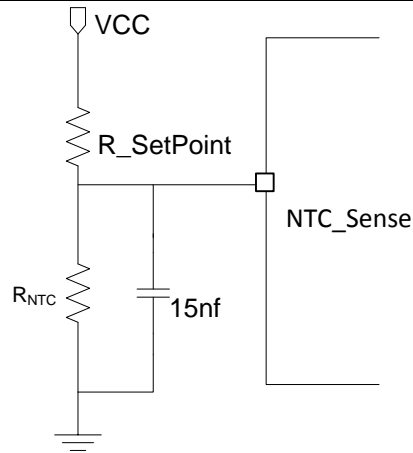 VCC
R_SetPoint
NTC_Sense
RNTC
15nf